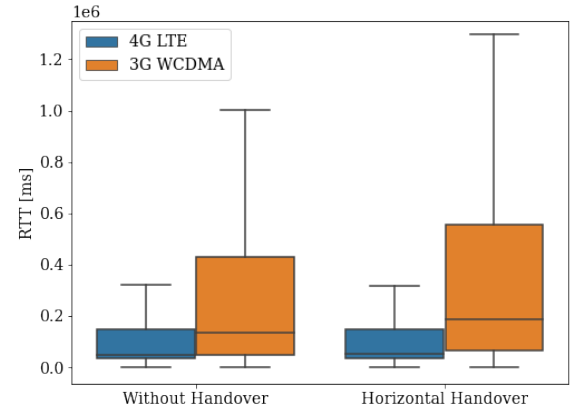 1e6
4G LTE
3G WCDMA
1.2
1.0
0.8
0.6
0.4
0.2
0.0
RTT [ms]
Without Handover
Horizontal Handover